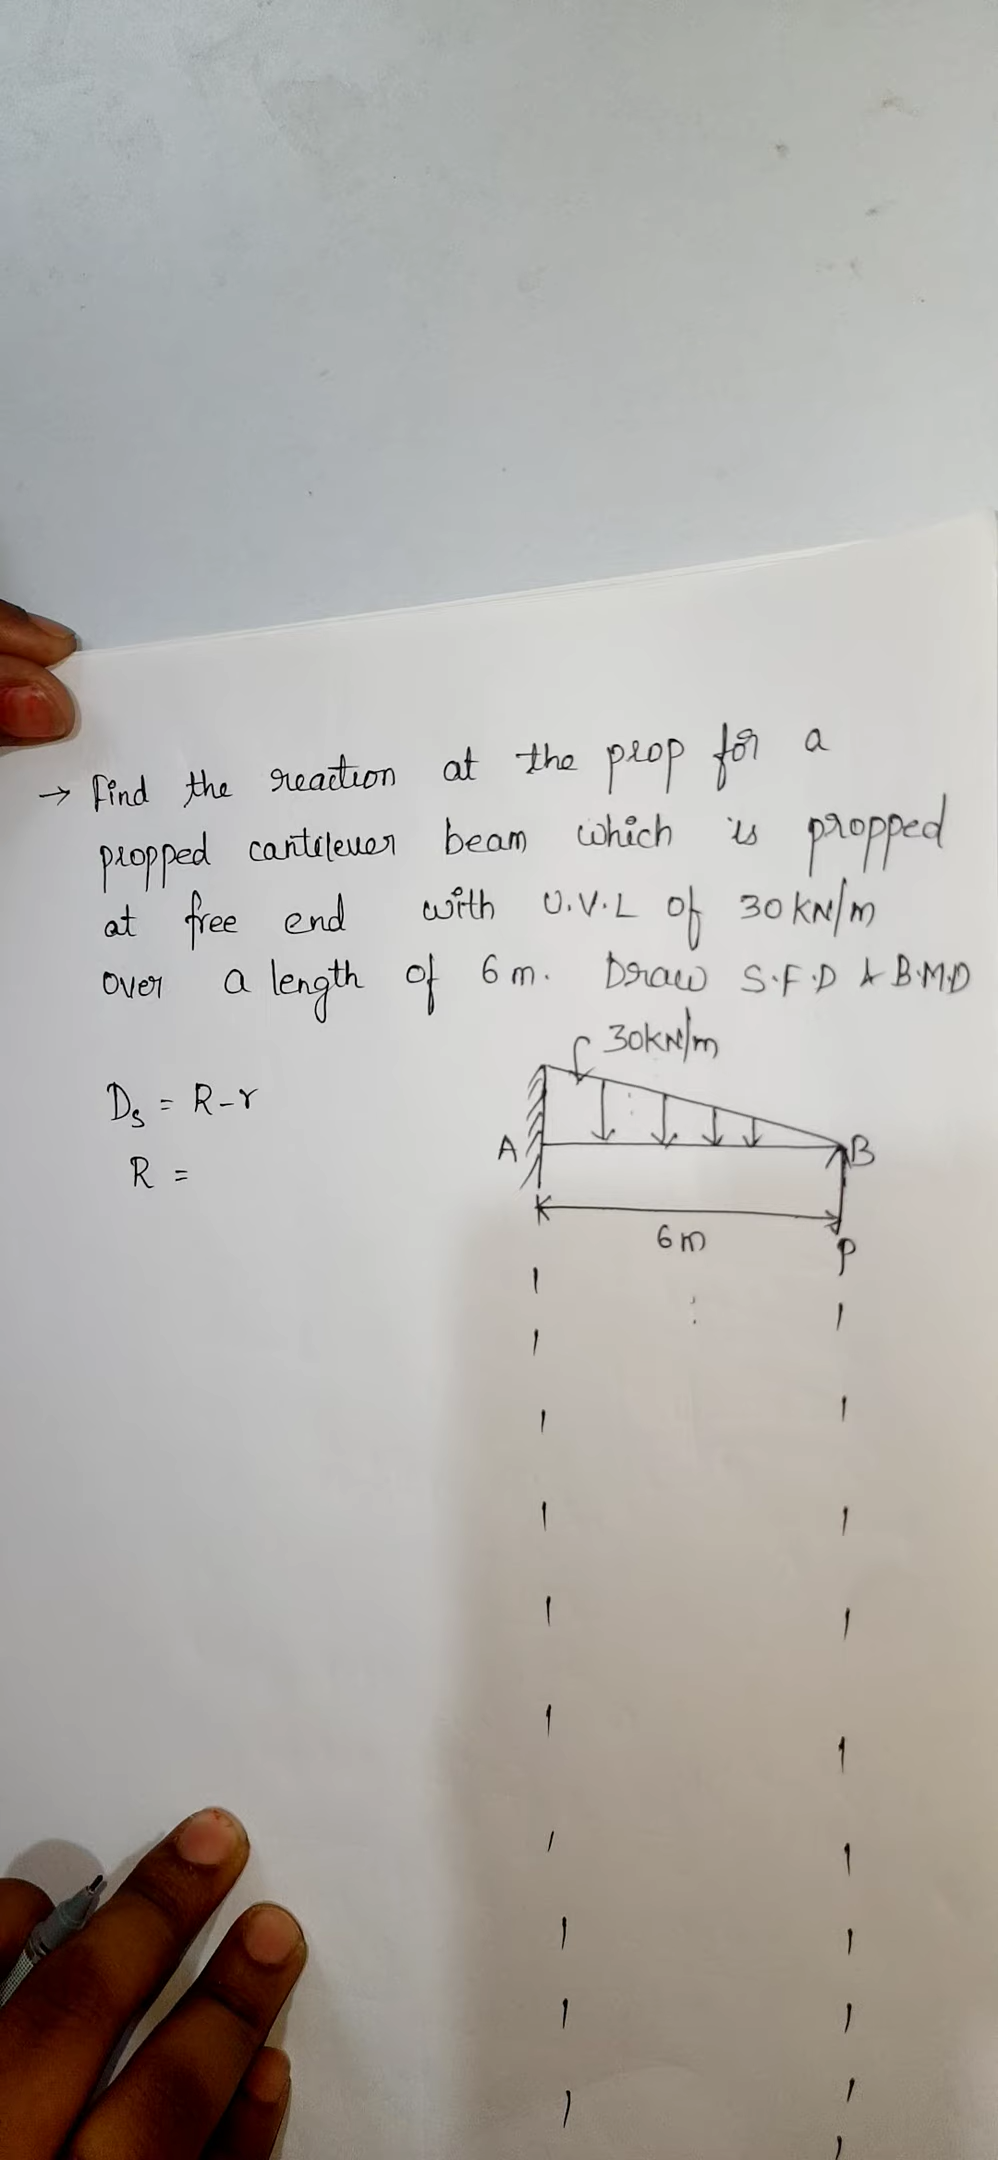 → Find the reaction at the prop for a
propped cantilever beam which is propped
at free end with U.V.L of 30 kN/m
over a length of 6 m. Draw S.F.D & B.M.D
30kN/m
Ds = R-r
A
B
R =
6m
P